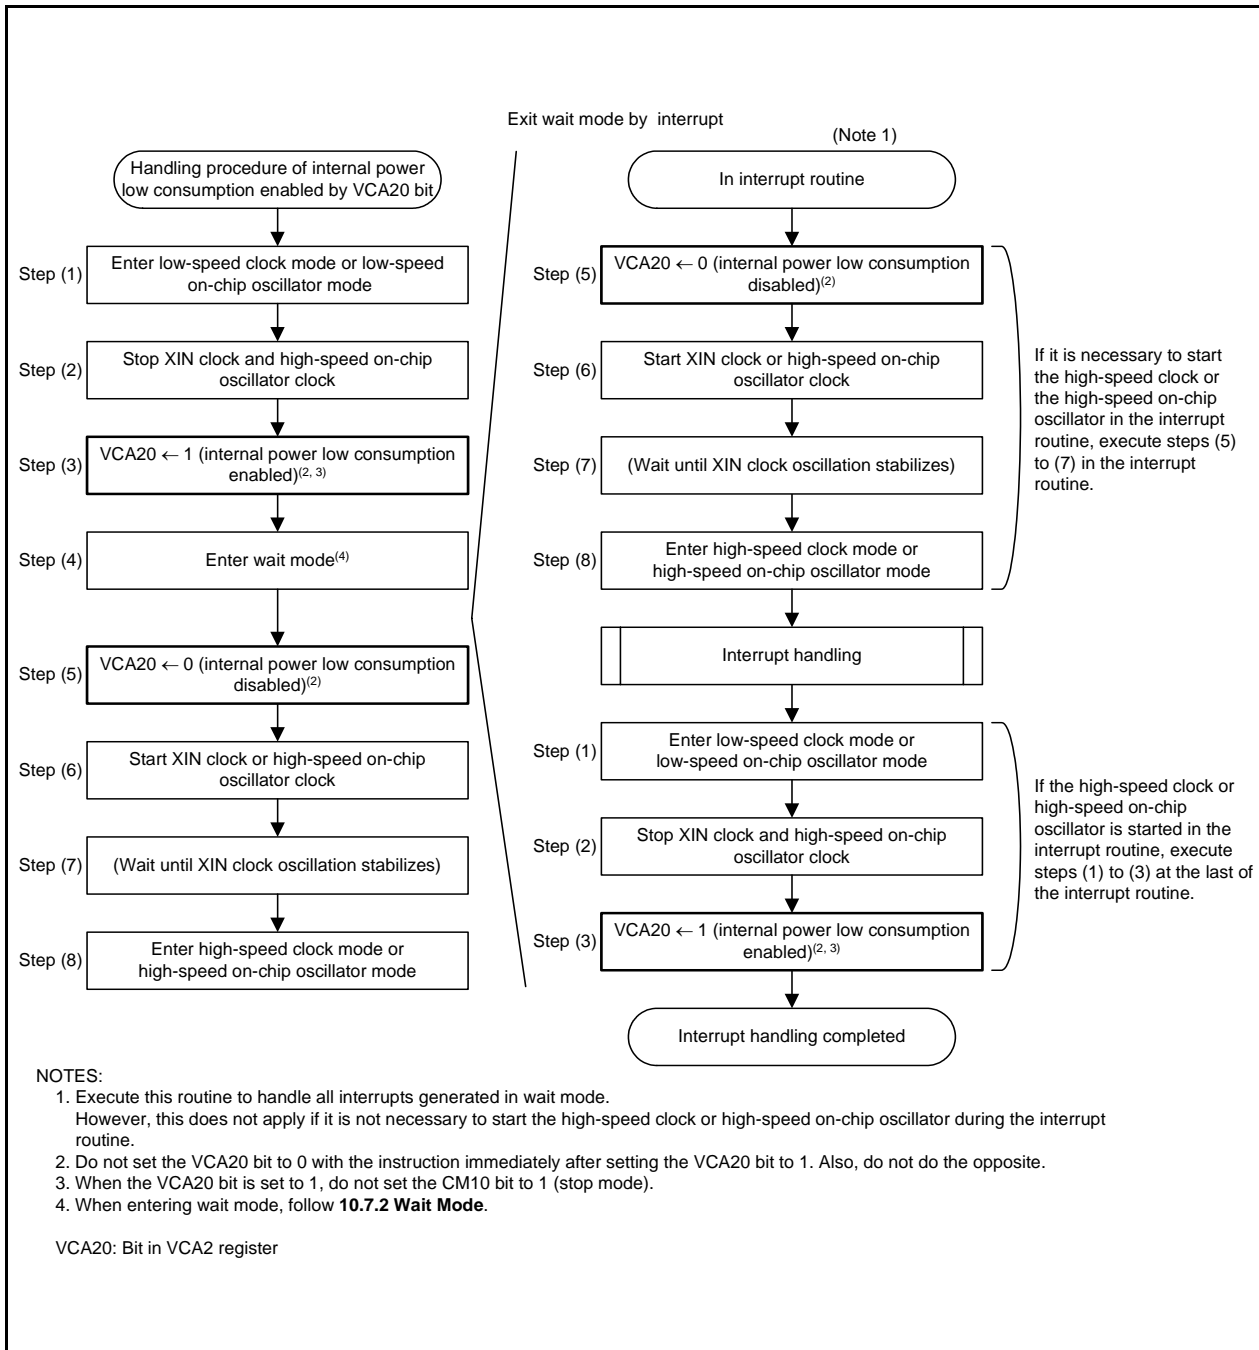 Exit wait mode by interrupt
(Note 1)
Handling procedure of internal power
low consumption enabled by VCA20 bit
Step (1)
Enter low-speed clock mode or low-speed
on-chip oscillator mode
Step (2)
Stop XIN clock and high-speed on-chip
oscillator clock
Step (3)
VCA20 ← 1 (internal power low consumption
enabled)(2, 3)
Step (4)
Enter wait mode(4)
Step (5)
VCA20 ← 0 (internal power low consumption
disabled)(2)
Step (6)
Start XIN clock or high-speed on-chip
oscillator clock
Step (7)
(Wait until XIN clock oscillation stabilizes)
Step (8)
Enter high-speed clock mode or
high-speed on-chip oscillator mode
In interrupt routine
Step (5)
VCA20 ← 0 (internal power low consumption
disabled)(2)
Step (6)
Start XIN clock or high-speed on-chip
oscillator clock
Step (7)
(Wait until XIN clock oscillation stabilizes)
Step (8)
Enter high-speed clock mode or
high-speed on-chip oscillator mode
If it is necessary to start
the high-speed clock or
the high-speed on-chip
oscillator in the interrupt
routine, execute steps (5)
to (7) in the interrupt
routine.
Interrupt handling
Step (1)
Enter low-speed clock mode or
low-speed on-chip oscillator mode
Step (2)
Stop XIN clock and high-speed on-chip
oscillator clock
Step (3)
VCA20 ← 1 (internal power low consumption
enabled)(2, 3)
If the high-speed clock or
high-speed on-chip
oscillator is started in the
interrupt routine, execute
steps (1) to (3) at the last of
the interrupt routine.
Interrupt handling completed
NOTES:
1. Execute this routine to handle all interrupts generated in wait mode.
However, this does not apply if it is not necessary to start the high-speed clock or high-speed on-chip oscillator during the interrupt
routine.
2. Do not set the VCA20 bit to 0 with the instruction immediately after setting the VCA20 bit to 1. Also, do not do the opposite.
3. When the VCA20 bit is set to 1, do not set the CM10 bit to 1 (stop mode).
4. When entering wait mode, follow 10.7.2 Wait Mode.
VCA20: Bit in VCA2 register